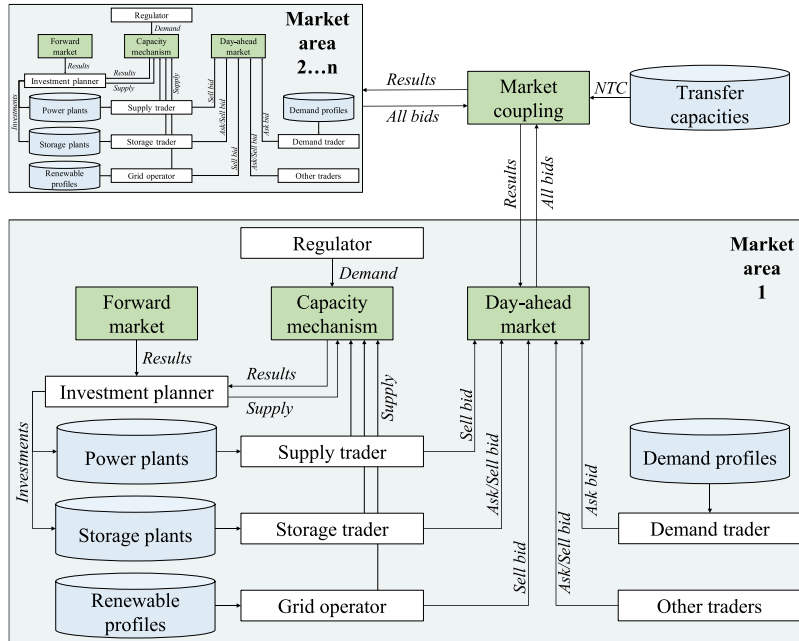 Regulator
Demand
Market
area
2…n
Forward
market
Capacity
mechanism
Day-ahead
market
Results
Investment planner
Results
Supply
Supply
Sell bid
Ask/Sell bid
Sell bid
Ask/Sell bid
Ask bid
Investments
Power plants
Supply trader
Demand profiles
Storage plants
Storage trader
Demand trader
Renewable
profiles
Grid operator
Other traders
Results
All bids
Market
coupling
NTC
Transfer
capacities
Results
All bids
Regulator
Demand
Market
area
1
Forward
market
Capacity
mechanism
Day-ahead
market
Results
Investment planner
Results
Supply
Supply
Sell bid
Ask/Sell bid
Sell bid
Ask/Sell bid
Ask bid
Investments
Power plants
Supply trader
Demand profiles
Storage plants
Storage trader
Demand trader
Renewable
profiles
Grid operator
Other traders